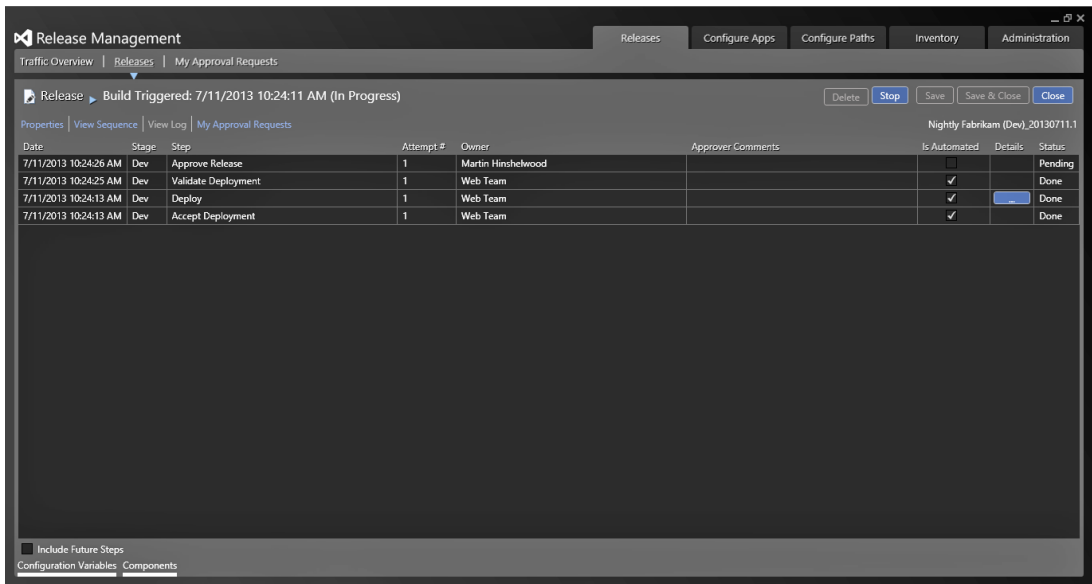 Release Management
Releases
Configure Apps
Configure Paths
Inventory
Administration
Traffic Overview | Releases | My Approval Requests
Release Build Triggered: 7/11/2013 10:24:11 AM (In Progress)
Delete
Stop
Save
Save & Close
Close
Properties | View Sequence | View Log | My Approval Requests
Nightly Fabrikam (Dev)_20130711.1
Date Stage Step Attempt # Owner Approver Comments Is Automated Details Status
7/11/2013 10:24:26 AM Dev Approve Release 1 Martin Hinshelwood Pending
7/11/2013 10:24:25 AM Dev Validate Deployment 1 Web Team Done
7/11/2013 10:24:13 AM Dev Deploy 1 Web Team ... Done
7/11/2013 10:24:13 AM Dev Accept Deployment 1 Web Team Done
Include Future Steps
Configuration Variables Components